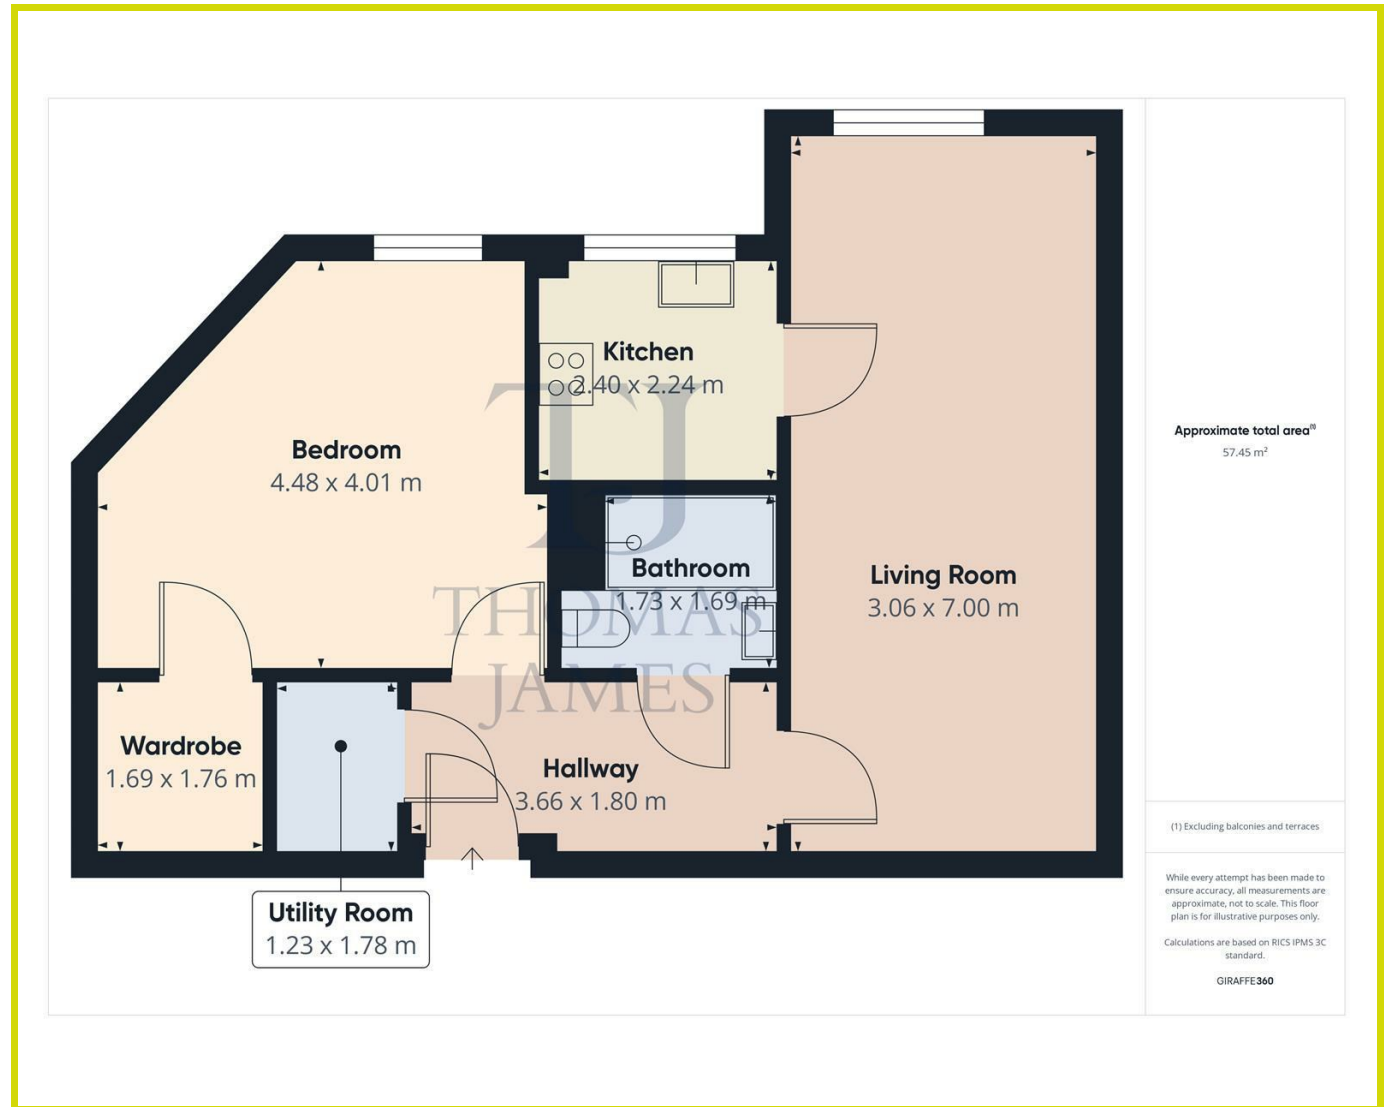 Kitchen
2.40 x 2.24 m
Bedroom
4.48 x 4.01 m
Bathroom
1.73 x 1.69 m
Living Room
3.06 x 7.00 m
TJ
THOMAS
JAMES
Wardrobe
1.69 x 1.76 m
Hallway
3.66 x 1.80 m
Utility Room
1.23 x 1.78 m
Approximate total area(1)
57.45 m²
(1) Excluding balconies and terraces
While every attempt has been made to
ensure accuracy, all measurements are
approximate, not to scale. This floor
plan is for illustrative purposes only.
Calculations are based on RICS IPMS 3C
standard.
GIRAFFE360